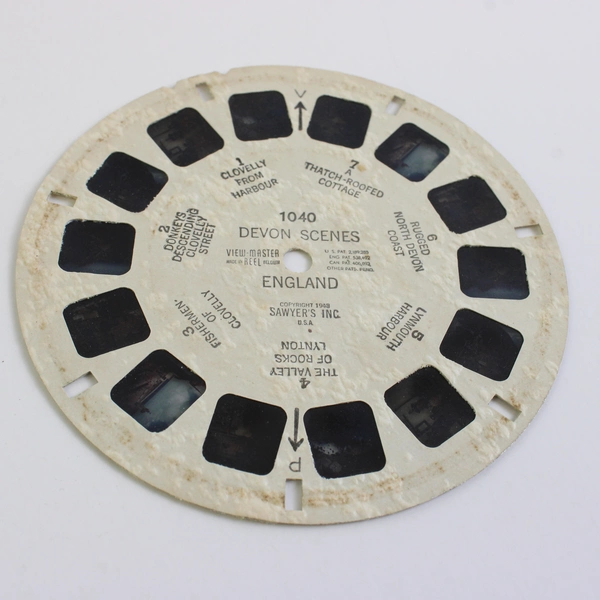 V
1
CLOVELLY
FROM
HARBOUR
7
A
THATCH-ROOFED
COTTAGE
1040
DEVON SCENES
VIEW-MASTER
REEL
ENGLAND
COPYRIGHT
SAWYER'S INC.
U.S.A.
2
DONKEYS
DESCENDING
CLOVELLY
STREET
6
RUGGED
NORTH DEVON
COAST
3
FISHERMEN
OF
CLOVELLY
5
LYNMOUTH
HARBOUR
4
THE VALLEY
OF ROCKS
LYNTON
P